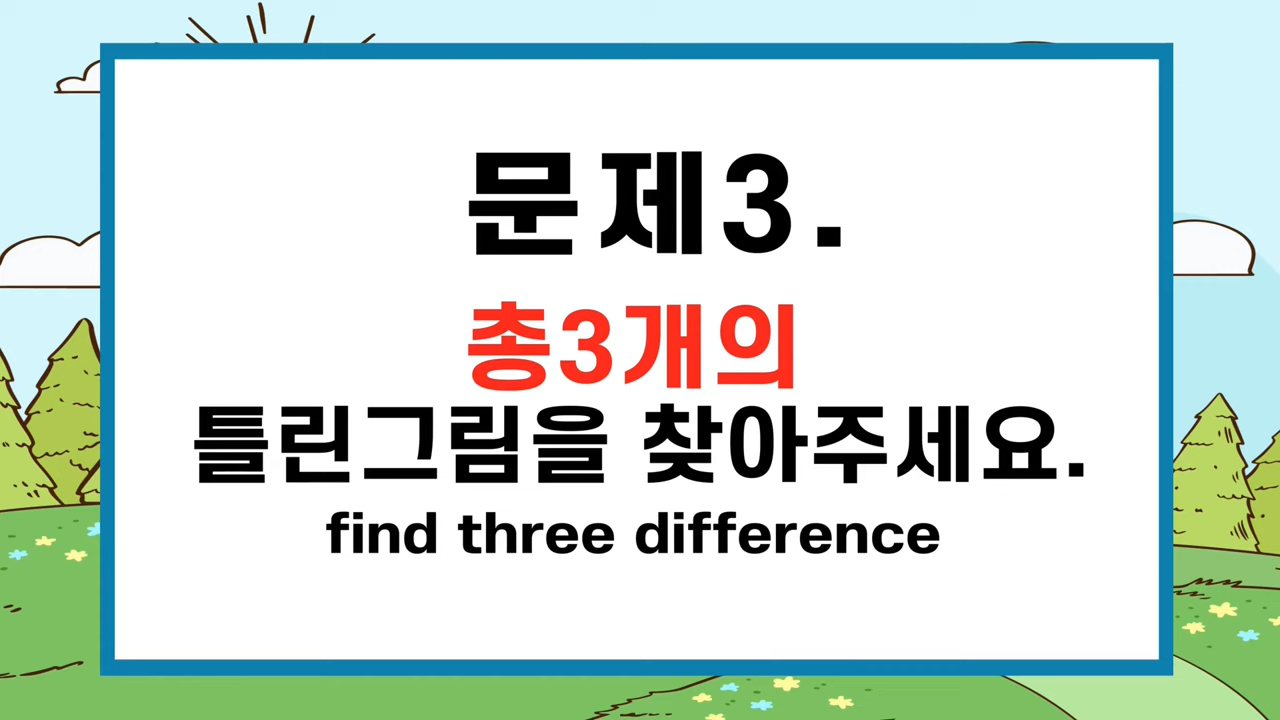 문제3.
총3개의
틀린그림을 찾아주세요.
find three difference